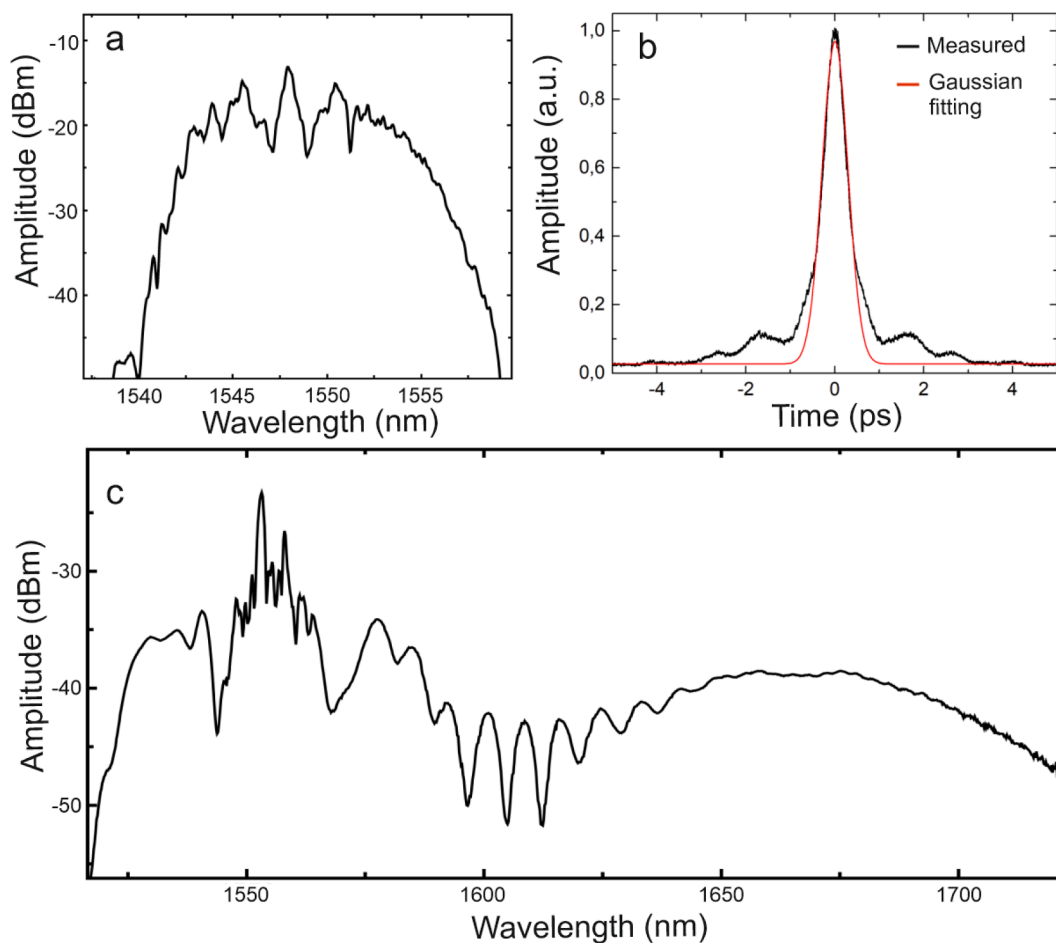 a
Amplitude (dBm)
-10
-20
-30
-40
1540
1545
1550
1555
Wavelength (nm)
b
Measured
Gaussian
fitting
Amplitude (a.u.)
1,0
0,8
0,6
0,4
0,2
0,0
-4
-2
0
2
4
Time (ps)
c
Amplitude (dBm)
-30
-40
-50
1550
1600
1650
1700
Wavelength (nm)